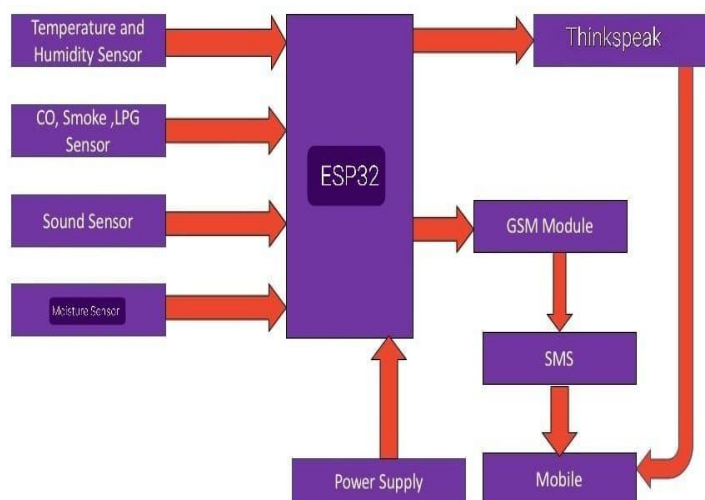 Temperature and
Humidity Sensor
CO, Smoke ,LPG
Sensor
Sound Sensor
Moisture Sensor
ESP32
Thinkspeak
GSM Module
SMS
Mobile
Power Supply